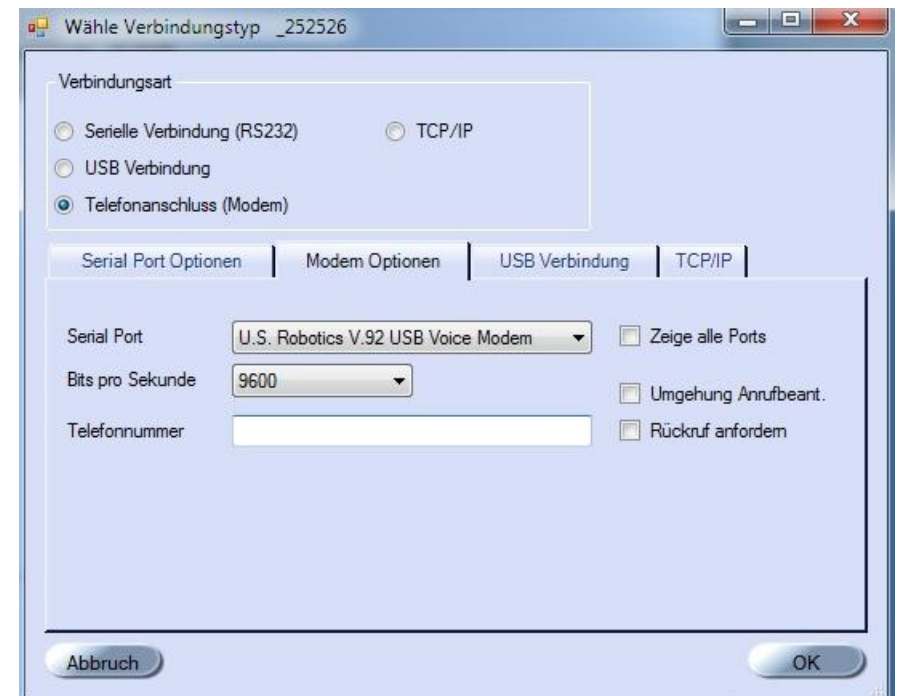 Wähle Verbindungstyp _252526
Verbindungsart
Serielle Verbindung (RS232)
TCP/IP
USB Verbindung
Telefonanschluss (Modem)
Serial Port Optionen
Modem Optionen
USB Verbindung
TCP/IP
Serial Port
U.S. Robotics V.92 USB Voice Modem
Zeige alle Ports
Bits pro Sekunde
9600
Umgehung Anrufbeant.
Telefonnummer
Rückruf anfordern
Abbruch
OK